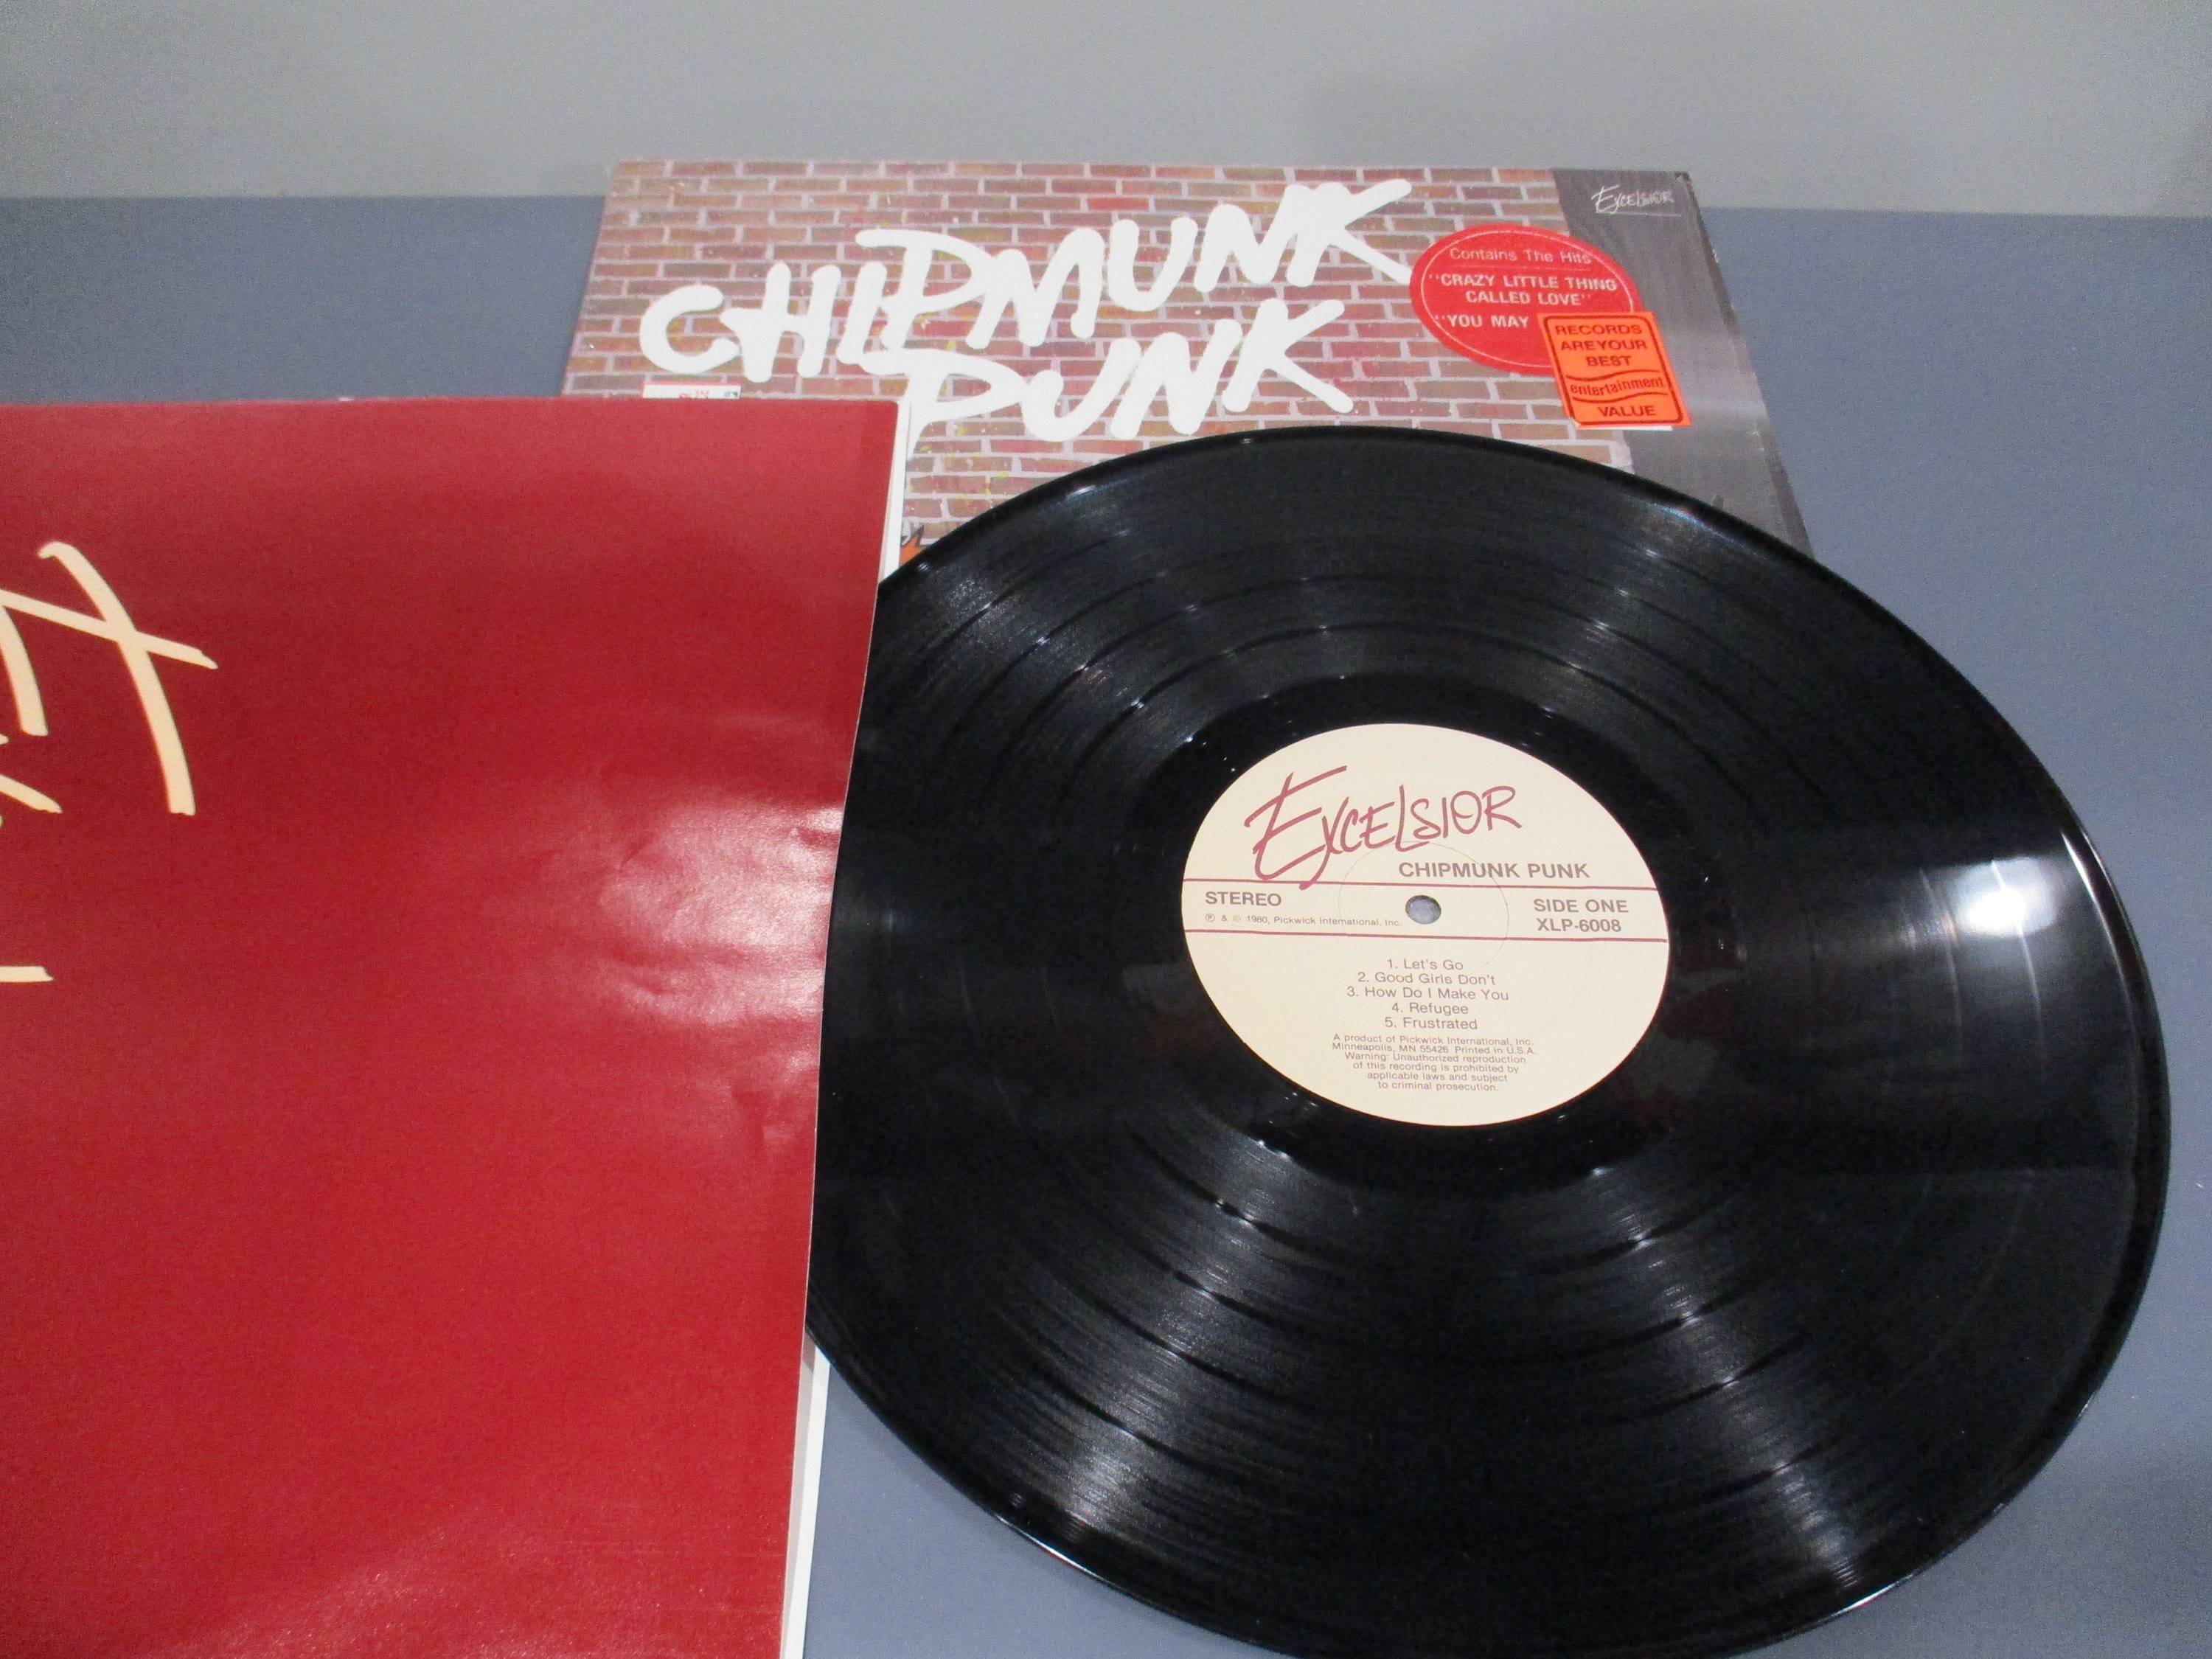 CHIPMUNK
PUNK
EXCELSIOR
Contains The Hits
"CRAZY LITTLE THING
CALLED LOVE"
"YOU MAY
RECORDS
ARE YOUR
BEST
entertainment
VALUE
EXCELSIOR
CHIPMUNK PUNK
STEREO
℗ & © 1980, Pickwick International, Inc.
SIDE ONE
XLP-6008
1. Let's Go
2. Good Girls Don't
3. How Do I Make You
4. Refugee
5. Frustrated
A product of Pickwick International, Inc.
Minneapolis, MN 55426 Printed in U.S.A.
Warning: Unauthorized reproduction
of this recording is prohibited by
applicable laws and subject
to criminal prosecution.